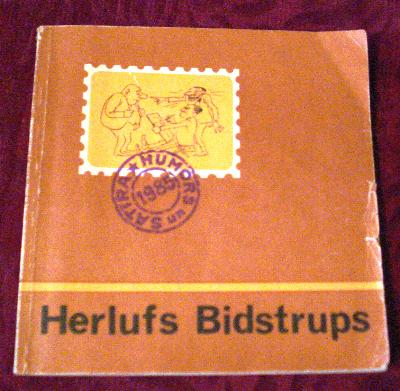 HUMORS un SATĪRA
1985
Herlufs Bidstrups